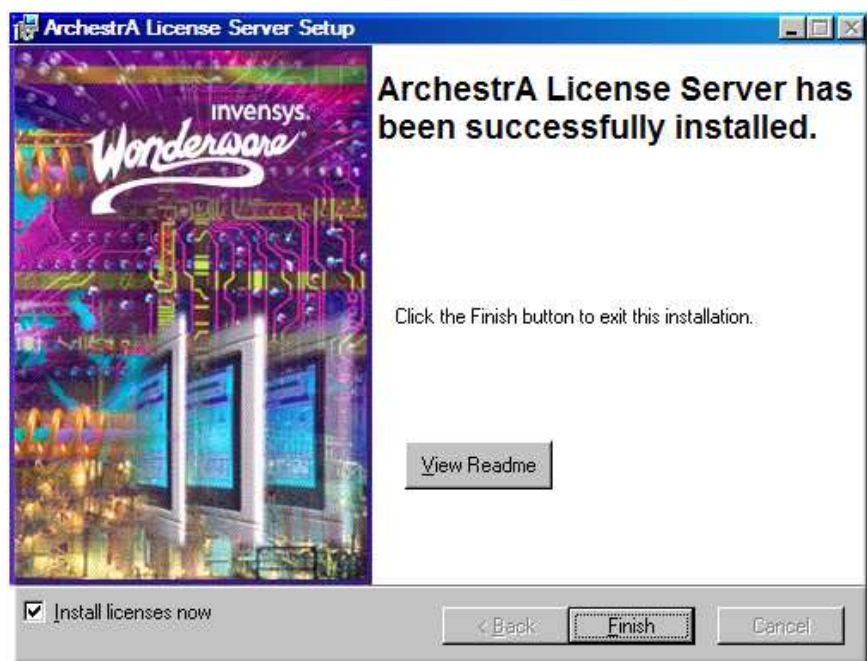 ArchestrA License Server Setup
invensys.
Wonderware
ArchestrA License Server has
been successfully installed.
Click the Finish button to exit this installation.
View Readme
Install licenses now
< Back
Finish
Cancel